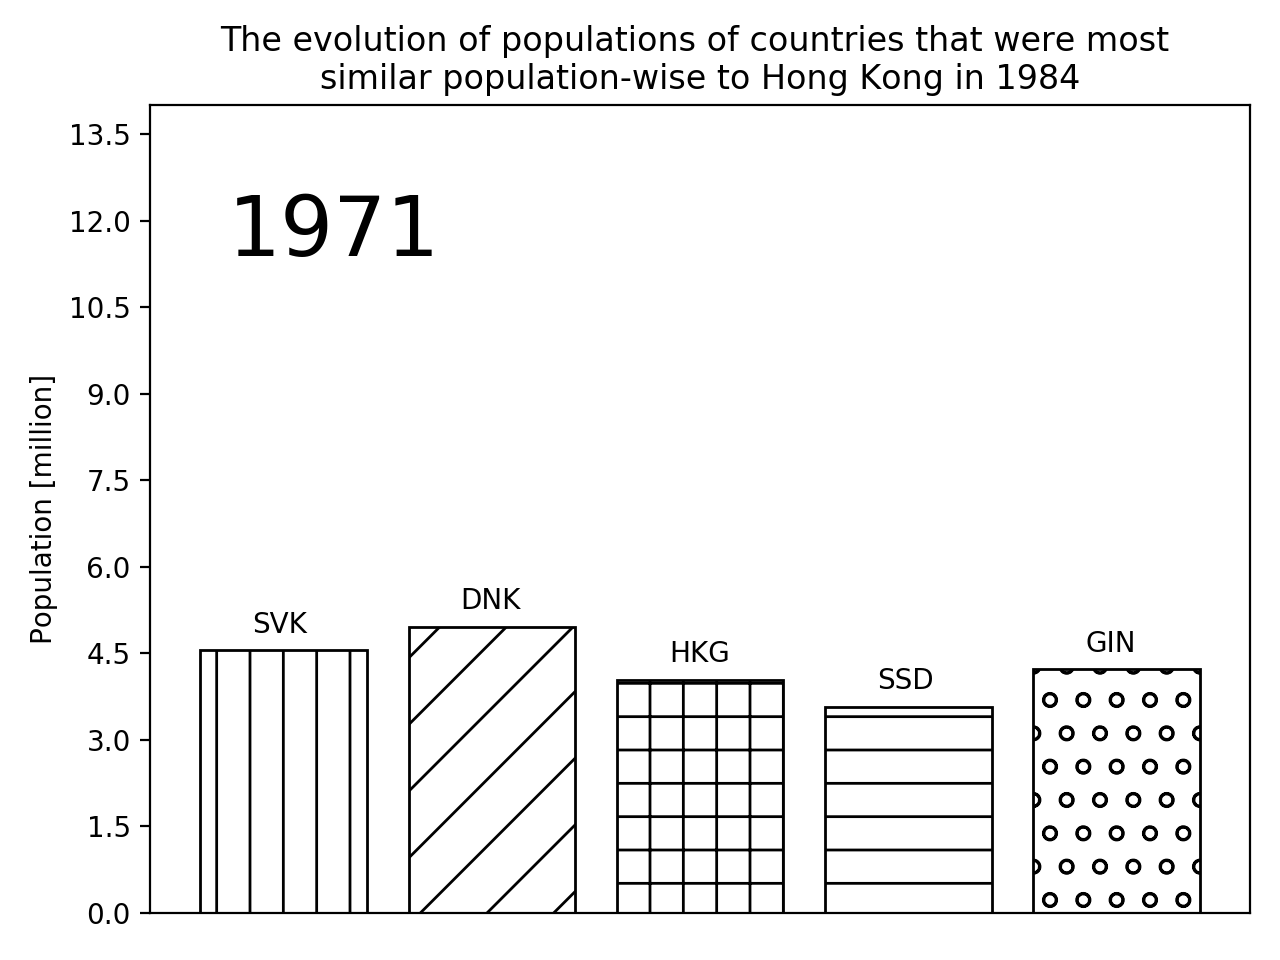 The evolution of populations of countries that were most
similar population-wise to Hong Kong in 1984
1971
Population [million]
13.5
12.0
10.5
9.0
7.5
6.0
4.5
3.0
1.5
0.0
SVK
DNK
HKG
SSD
GIN